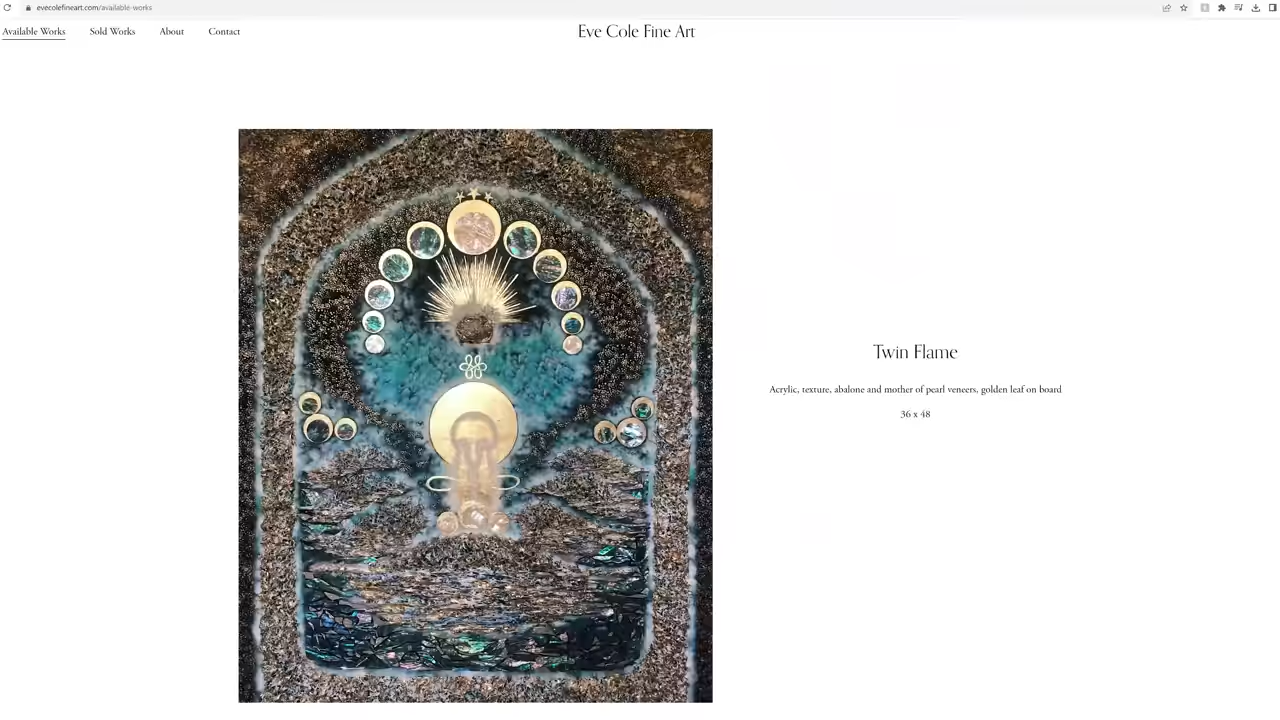 evecolefineart.com/available-works
Available Works
Sold Works
About
Contact
Eve Cole Fine Art
Twin Flame
Acrylic, texture, abalone and mother of pearl veneers, golden leaf on board
36 x 48